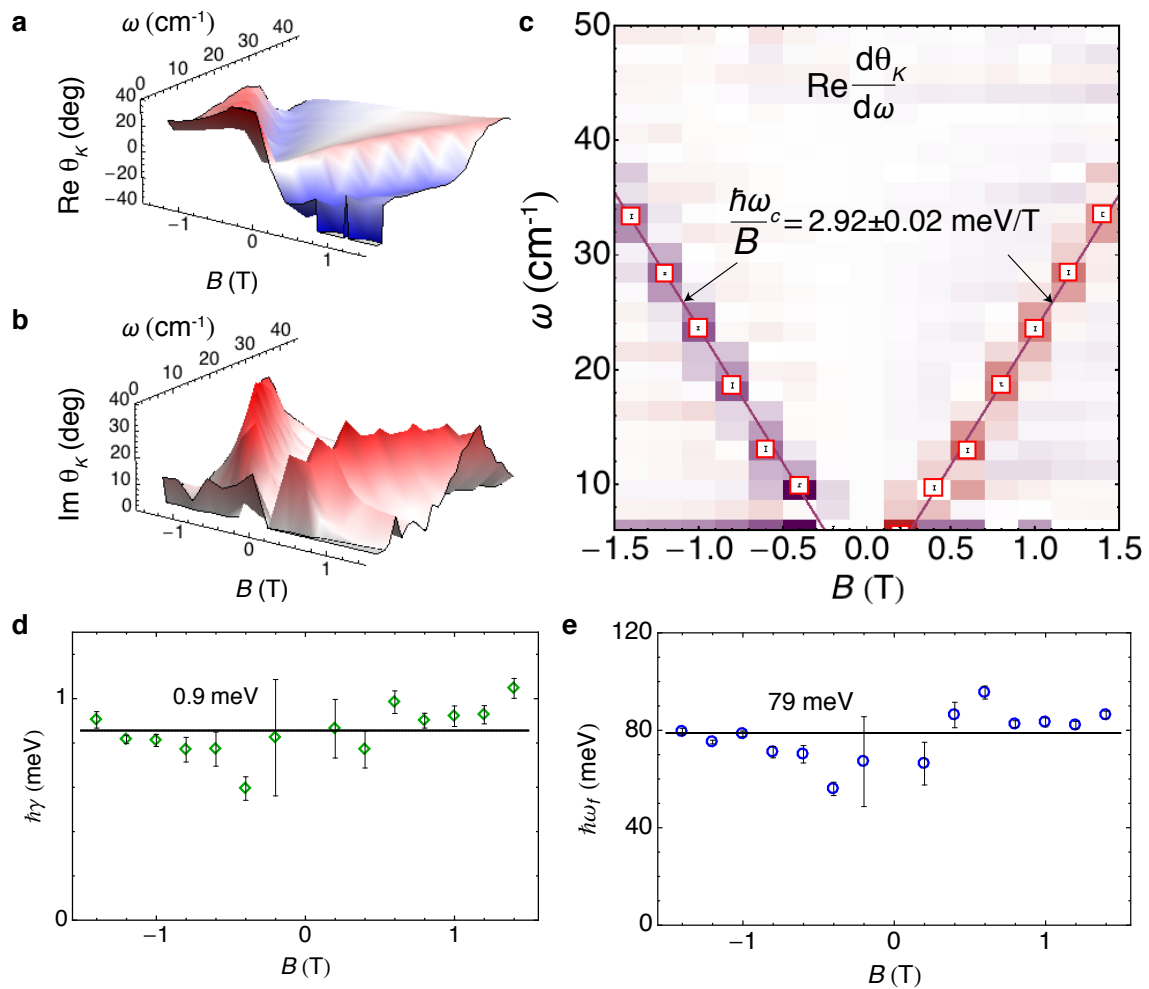 a
ω (cm⁻¹)
0 10 20 30 40
Re θK (deg)
40
20
0
−20
−40
−1 0 1
B (T)
b
ω (cm⁻¹)
0 10 20 30 40
Im θK (deg)
40
30
20
10
0
−1 0 1
B (T)
c
Re dθK/dω
ħωc/B = 2.92±0.02 meV/T
ω (cm⁻¹)
50
40
30
20
10
−1.5 −1.0 −0.5 0.0 0.5 1.0 1.5
B (T)
d
0.9 meV
ħγ (meV)
1
0
−1 0 1
B (T)
e
79 meV
ħωf (meV)
120
80
40
0
−1 0 1
B (T)